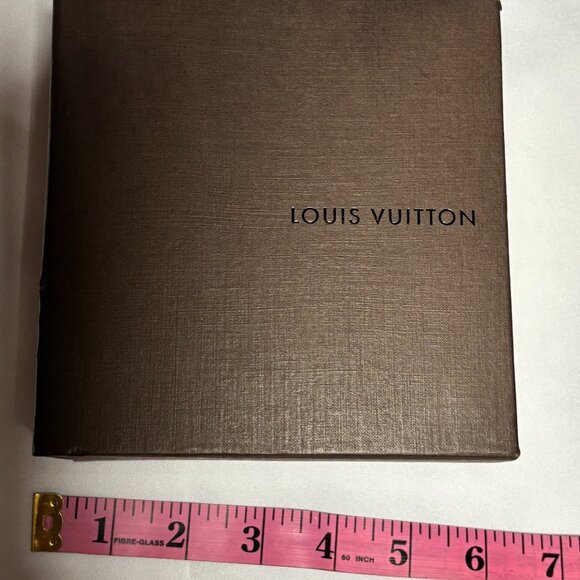 LOUIS VUITTON
1 2 3 4 5 6 7
FIBRE-GLASS 60 INCH